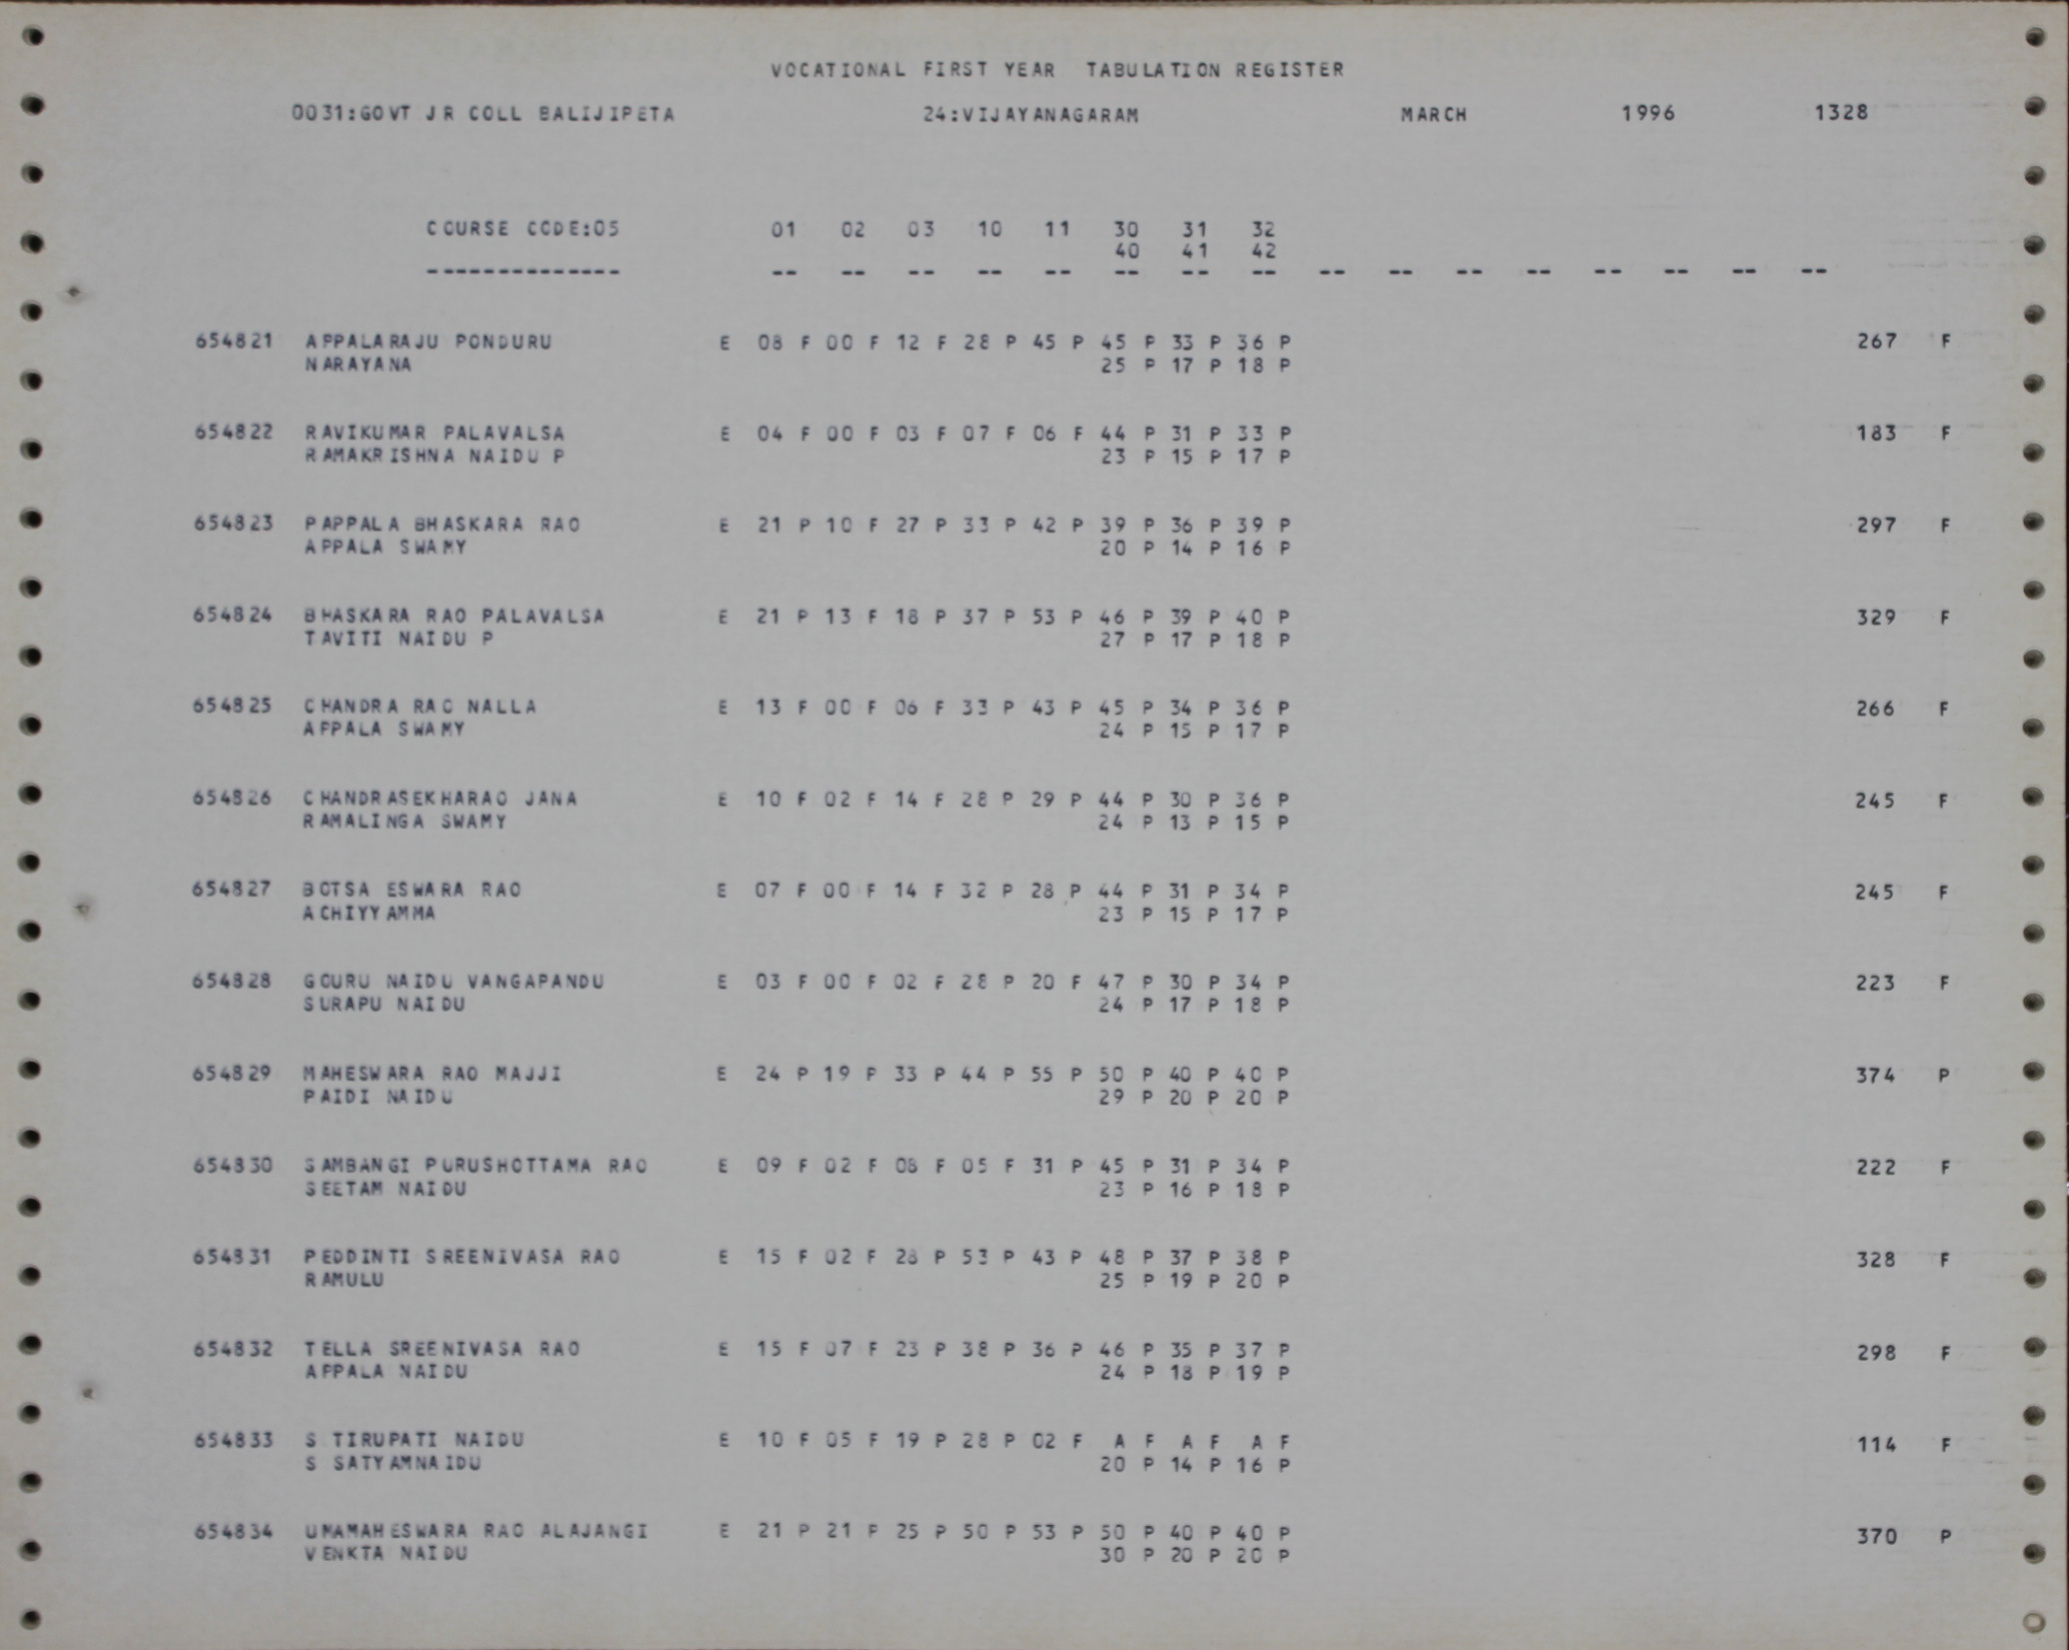 VOCATIONAL FIRST YEAR TABULATION REGISTER
0031:GOVT JR COLL BALIJIPETA 24:VIJAYANAGARAM MARCH 1996 1328
COURSE CODE:05 01 02 03 10 11 30 31 32
40 41 42
-------------- -- -- -- -- -- -- -- -- -- -- -- -- -- -- -- --
654821 APPALARAJU PONDURU E 08 F 00 F 12 F 28 P 45 P 45 P 33 P 36 P 267 F
NARAYANA 25 P 17 P 18 P
654822 RAVIKUMAR PALAVALSA E 04 F 00 F 03 F 07 F 06 F 44 P 31 P 33 P 183 F
RAMAKRISHNA NAIDU P 23 P 15 P 17 P
654823 PAPPALA BHASKARA RAO E 21 P 10 F 27 P 33 P 42 P 39 P 36 P 39 P 297 F
APPALA SWAMY 20 P 14 P 16 P
654824 BHASKARA RAO PALAVALSA E 21 P 13 F 18 P 37 P 53 P 46 P 39 P 40 P 329 F
TAVITI NAIDU P 27 P 17 P 18 P
654825 CHANDRA RAO NALLA E 13 F 00 F 06 F 33 P 43 P 45 P 34 P 36 P 266 F
APPALA SWAMY 24 P 15 P 17 P
654826 CHANDRASEKHARAO JANA E 10 F 02 F 14 F 28 P 29 P 44 P 30 P 36 P 245 F
RAMALINGA SWAMY 24 P 13 P 15 P
654827 BOTSA ESWARA RAO E 07 F 00 F 14 F 32 P 28 P 44 P 31 P 34 P 245 F
ACHIYYAMMA 23 P 15 P 17 P
654828 GOURU NAIDU VANGAPANDU E 03 F 00 F 02 F 28 P 20 F 47 P 30 P 34 P 223 F
SURAPU NAIDU 24 P 17 P 18 P
654829 MAHESWARA RAO MAJJI E 24 P 19 P 33 P 44 P 55 P 50 P 40 P 40 P 374 P
PAIDI NAIDU 29 P 20 P 20 P
654830 SAMBANGI PURUSHOTTAMA RAO E 09 F 02 F 08 F 05 F 31 P 45 P 31 P 34 P 222 F
SEETAM NAIDU 23 P 16 P 18 P
654831 PEDDINTI SREENIVASA RAO E 15 F 02 F 28 P 53 P 43 P 48 P 37 P 38 P 328 F
RAMULU 25 P 19 P 20 P
654832 TELLA SREENIVASA RAO E 15 F 07 F 23 P 38 P 36 P 46 P 35 P 37 P 298 F
APPALA NAIDU 24 P 18 P 19 P
654833 S TIRUPATI NAIDU E 10 F 05 F 19 P 28 P 02 F A F A F A F 114 F
S SATYAMNAIDU 20 P 14 P 16 P
654834 UMAMAHESWARA RAO ALAJANGI E 21 P 21 P 25 P 50 P 53 P 50 P 40 P 40 P 370 P
VENKTA NAIDU 30 P 20 P 20 P